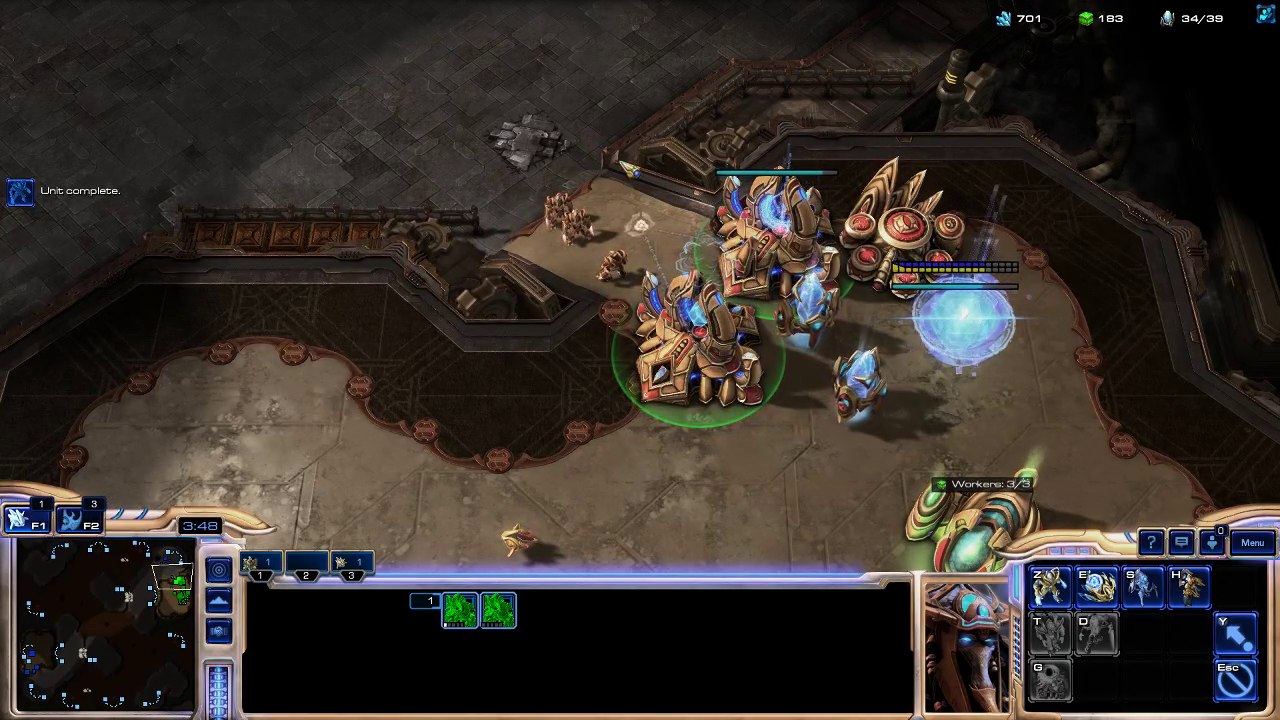 701 183 34/39
Unit complete.
Workers: 3/3
1 3
F1 F2
3:48
0
? Menu
1 1
1 2 3
1
Z E S H
T D Y
G Esc